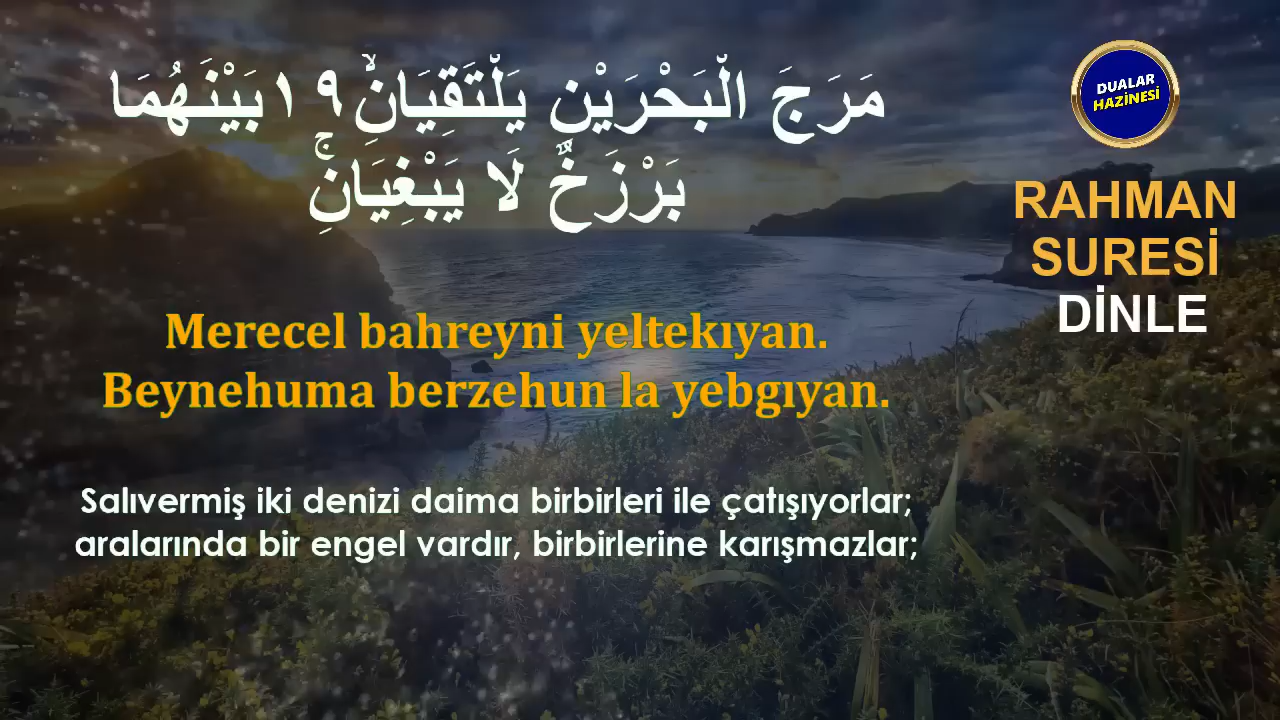 مَرَجَ الْبَحْرَيْنِ يَلْتَقِيَانِۙ ١٩ بَيْنَهُمَا
بَرْزَخٌ لَا يَبْغِيَانِۚ
Merecel bahreyni yeltekıyan.
Beynehuma berzehun la yebgıyan.
Salıvermiş iki denizi daima birbirleri ile çatışıyorlar;
aralarında bir engel vardır, birbirlerine karışmazlar;
DUALAR
HAZİNESİ
RAHMAN
SURESİ
DİNLE